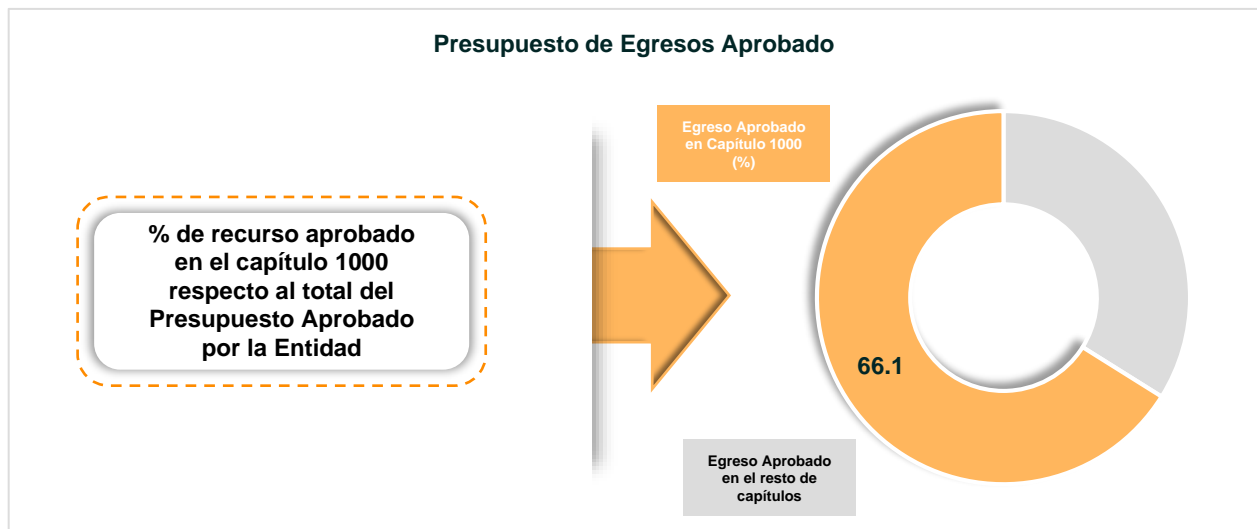 Presupuesto de Egresos Aprobado
% de recurso aprobado
en el capítulo 1000
respecto al total del
Presupuesto Aprobado
por la Entidad
Egreso Aprobado
en Capítulo 1000
(%)
66.1
Egreso Aprobado
en el resto de
capítulos